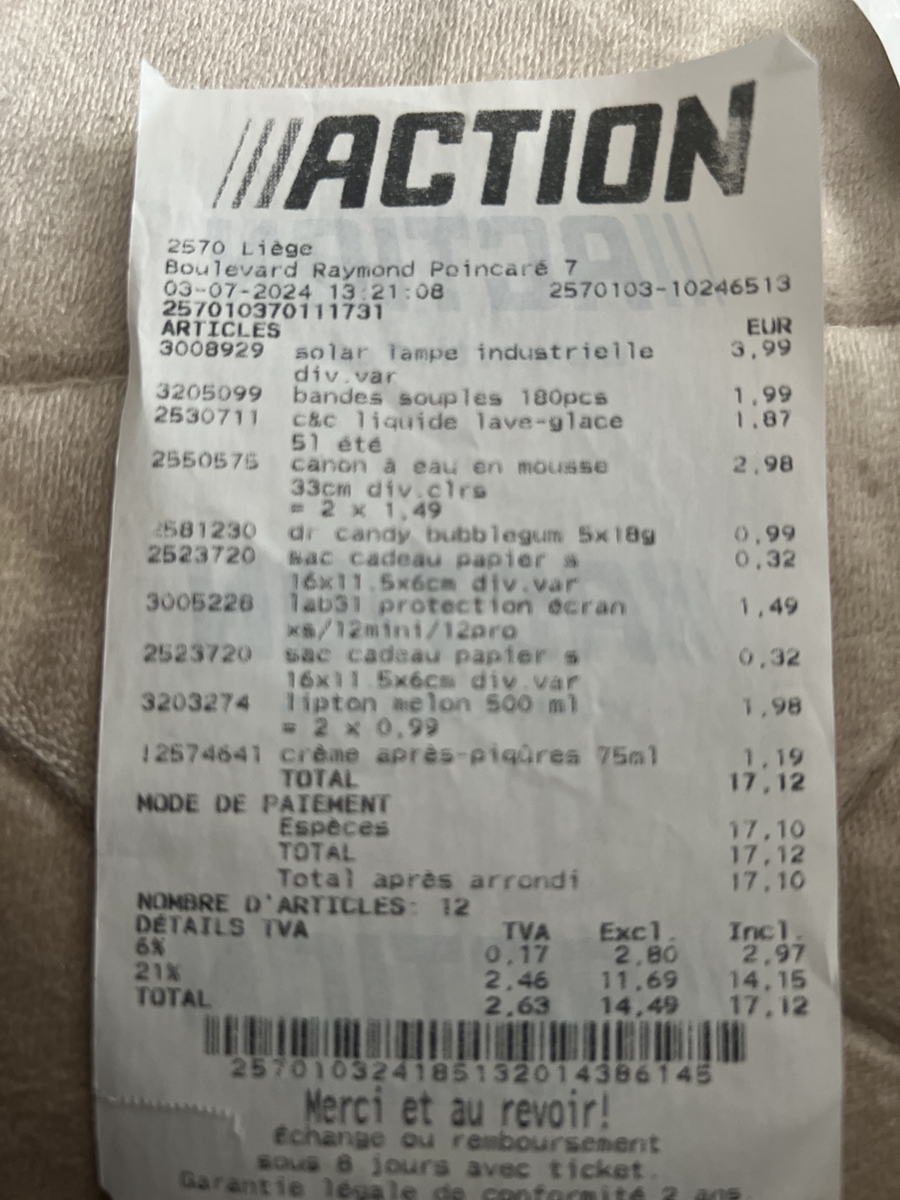 ACTION
2570 Liège
Boulevard Raymond Poincaré 7
03-07-2024 13:21:08 2570103-10246513
257010370111731
ARTICLES EUR
3008929 solar lampe industrielle 3,99
div.var
3205099 bandes souples 180pcs 1,99
2530711 c&c liquide lave-glace 1,87
5l été
2550575 canon à eau en mousse 2,98
33cm div.clrs
= 2 x 1,49
2581230 dr candy bubblegum 5x18g 0,99
2523720 sac cadeau papier s 0,32
16x11.5x6cm div.var
3005228 lab31 protection écran 1,49
xs/12mini/12pro
2523720 sac cadeau papier s 0,32
16x11.5x6cm div.var
3203274 lipton melon 500 ml 1,98
= 2 x 0,99
12574641 crème après-piqûres 75ml 1,19
TOTAL 17,12
MODE DE PAIEMENT
Espèces 17,10
TOTAL 17,12
Total après arrondi 17,10
NOMBRE D'ARTICLES: 12
DÉTAILS TVA TVA Excl. Incl.
6% 0,17 2,80 2,97
21% 2,46 11,69 14,15
TOTAL 2,63 14,49 17,12
257010324185132014386145
Merci et au revoir!
Échange ou remboursement
sous 8 jours avec ticket.
Garantie légale de conformité 2 ans